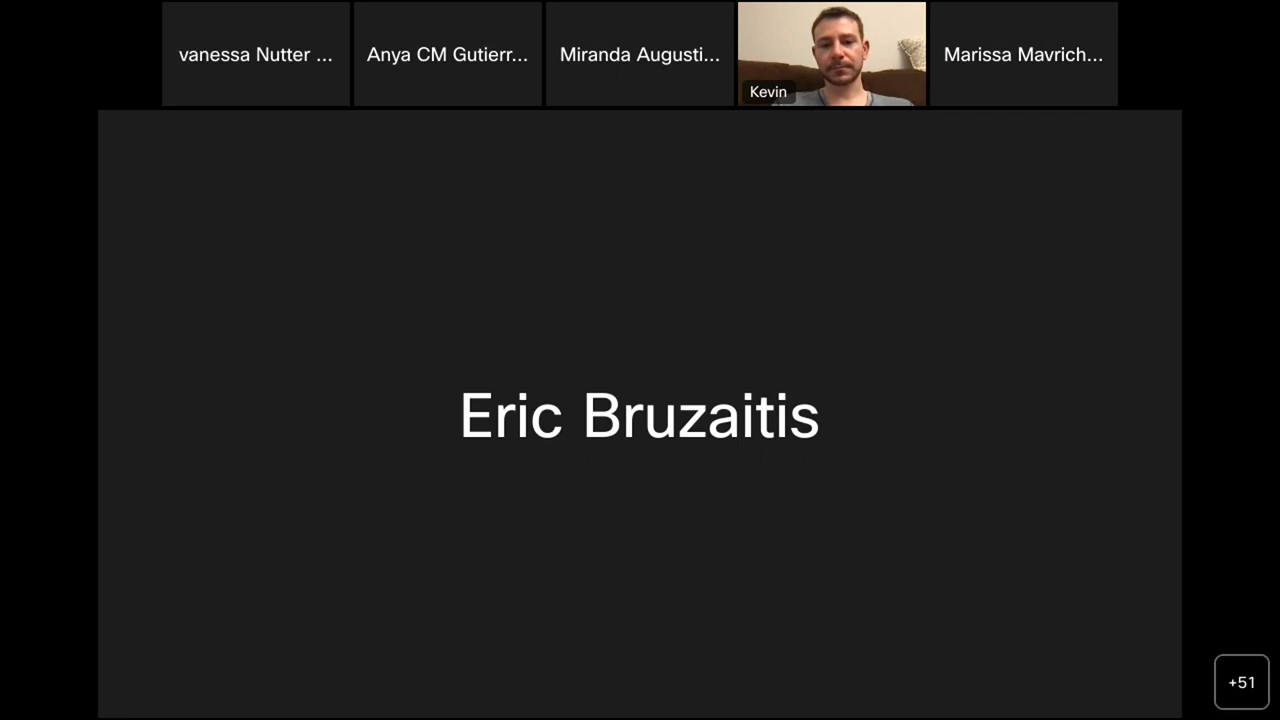 vanessa Nutter ...
Anya CM Gutierr...
Miranda Augusti...
Kevin
Marissa Mavrich...
Eric Bruzaitis
+51